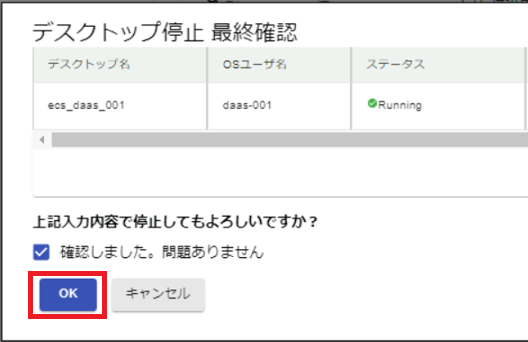 デスクトップ停止 最終確認
デスクトップ名 OSユーザ名 ステータス
ecs_daas_001 daas-001 Running
上記入力内容で停止してもよろしいですか？
確認しました。問題ありません
OK キャンセル